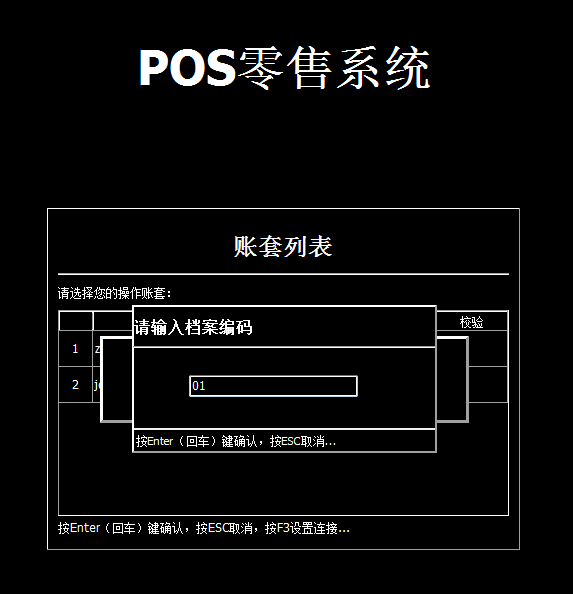 POS零售系统
账套列表
请选择您的操作账套：
校验
请输入档案编码
1
2
01
按Enter（回车）键确认，按ESC取消...
按Enter（回车）键确认，按ESC取消，按F3设置连接...